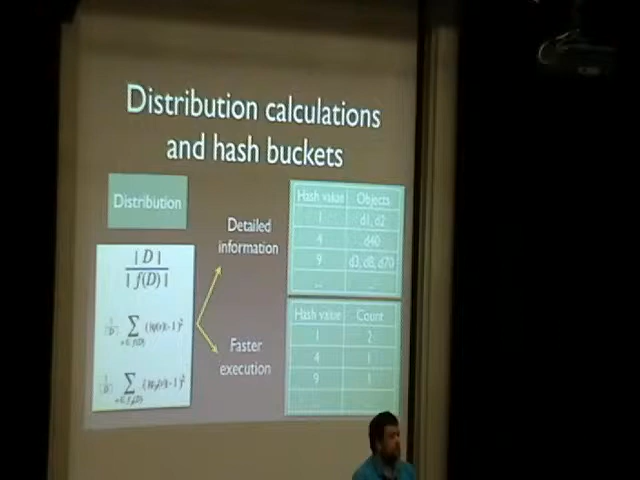 Distribution calculations
and hash buckets
Distribution
| D |
| f(D) |
Detailed
information
Faster
execution
Hash value Objects
1 d1, d2
4 d40
9 d3, d8, d79
... ...
Hash value Count
1 2
4 1
9 1